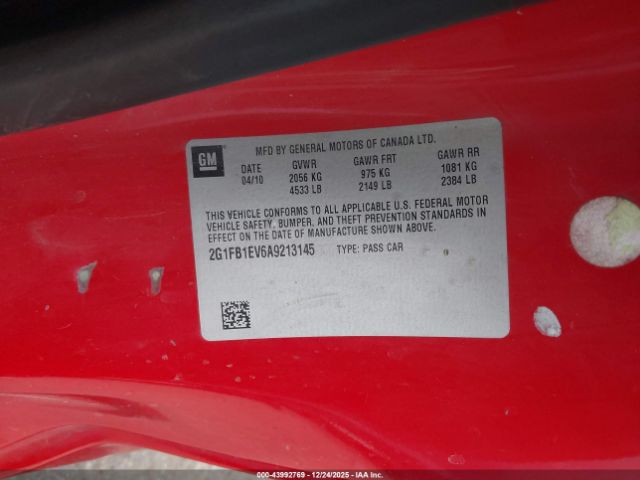 GM
MFD BY GENERAL MOTORS OF CANADA LTD.
DATE GVWR GAWR FRT GAWR RR
04/10 2056 KG 975 KG 1081 KG
4533 LB 2149 LB 2384 LB
THIS VEHICLE CONFORMS TO ALL APPLICABLE U.S. FEDERAL MOTOR
VEHICLE SAFETY, BUMPER, AND THEFT PREVENTION STANDARDS IN
EFFECT ON THE DATE OF MANUFACTURE SHOWN ABOVE.
2G1FB1EV6A9213145 TYPE: PASS CAR
000-43992769 - 12/24/2025 - IAA Inc.